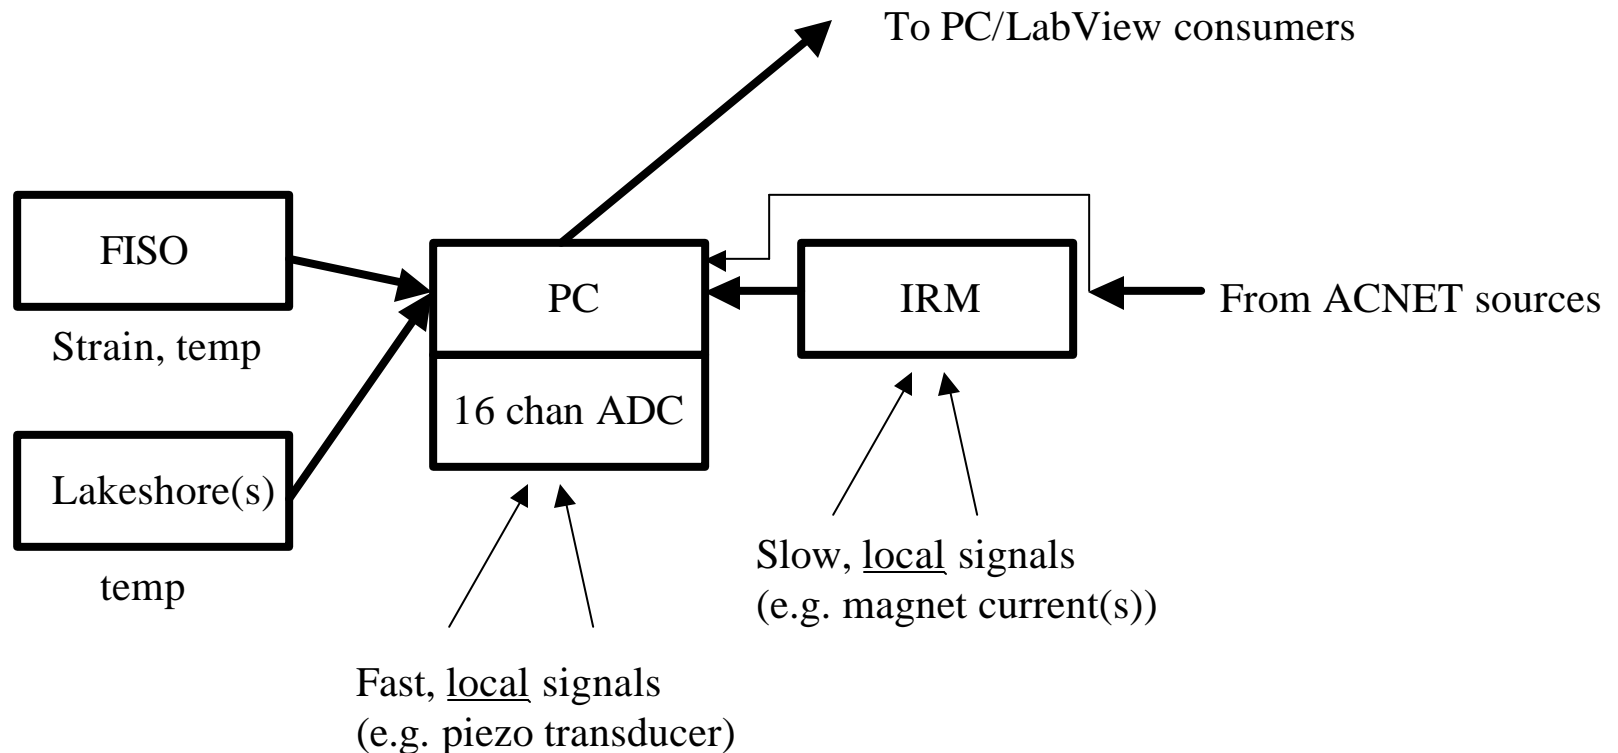 To PC/LabView consumers
FISO
Strain, temp
PC
IRM
From ACNET sources
16 chan ADC
Lakeshore(s)
temp
Slow, local signals
(e.g. magnet current(s))
Fast, local signals
(e.g. piezo transducer)